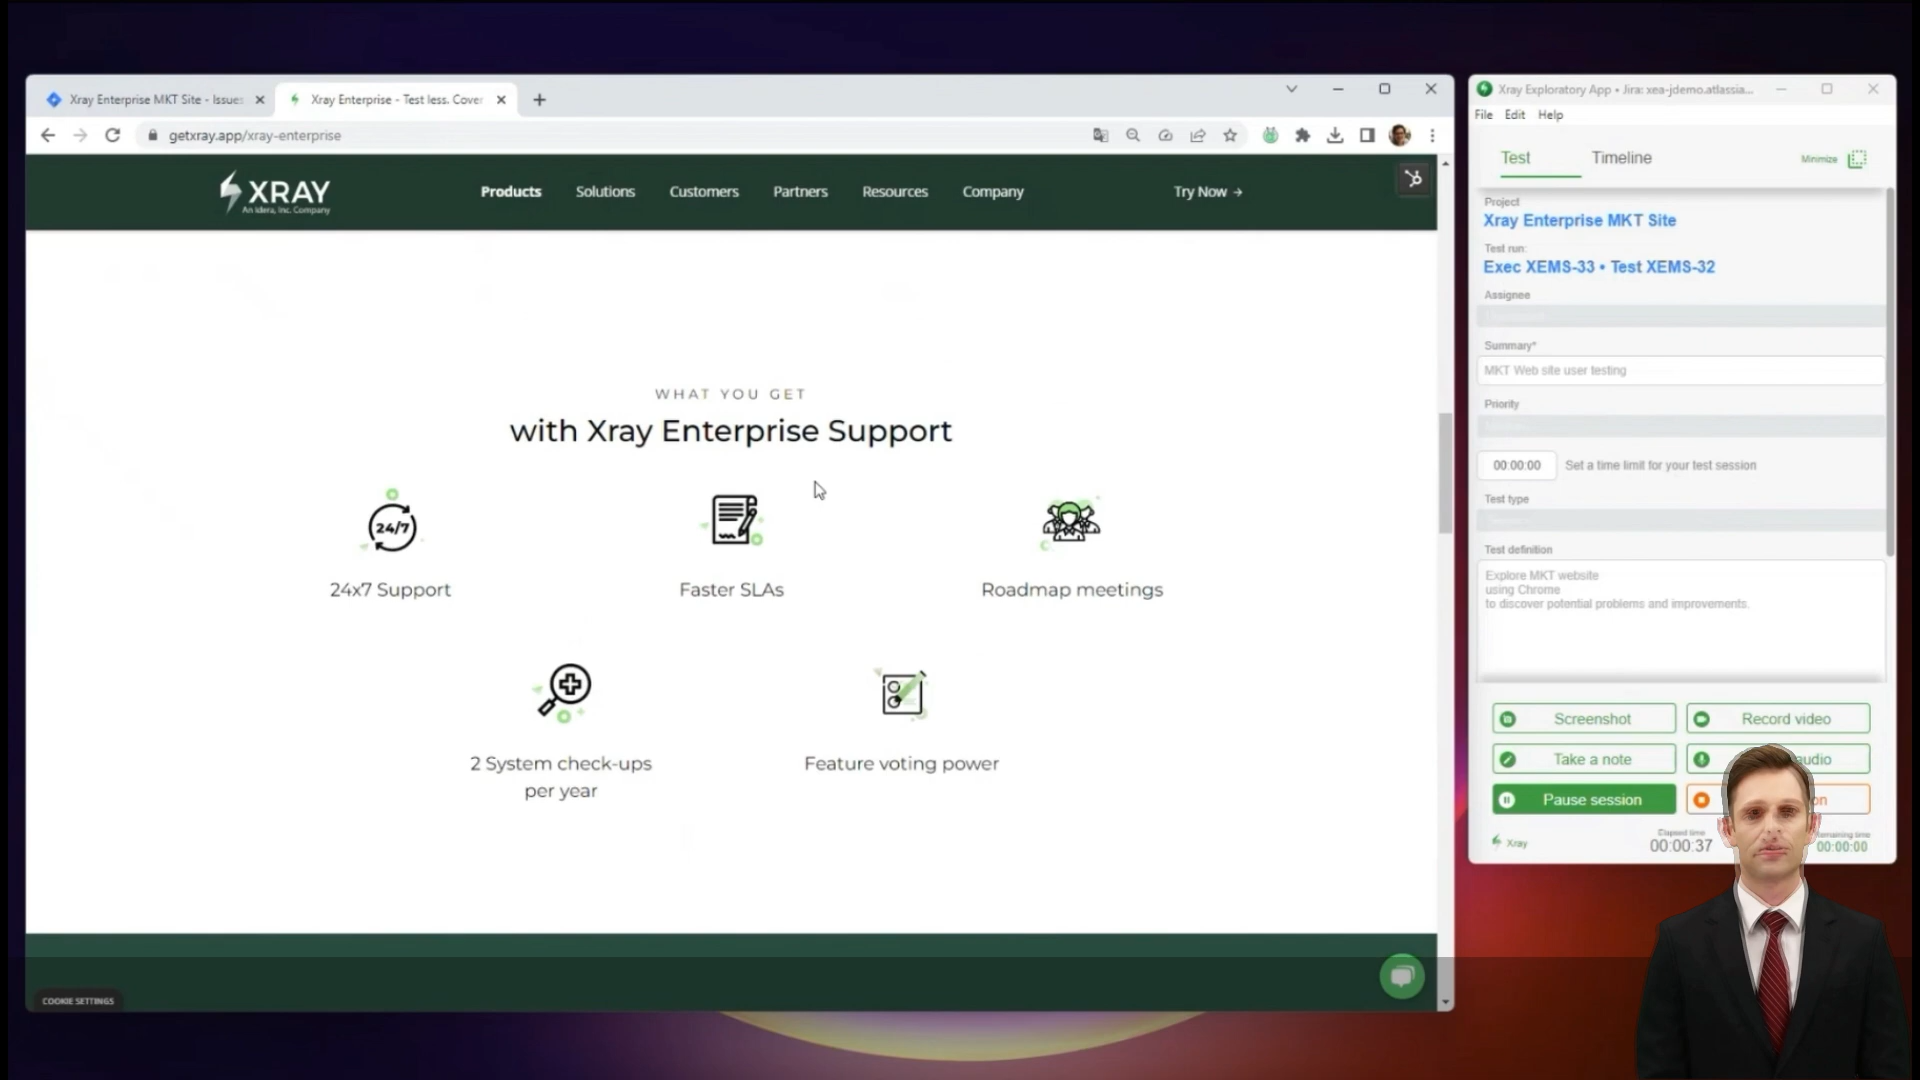 Xray Enterprise MKT Site - Issues
Xray Enterprise - Test less. Cover
getxray.app/xray-enterprise
XRAY
An Idera, Inc. Company
Products
Solutions
Customers
Partners
Resources
Company
Try Now →
WHAT YOU GET
with Xray Enterprise Support
24/7
24x7 Support
Faster SLAs
Roadmap meetings
2 System check-ups
per year
Feature voting power
COOKIE SETTINGS
Xray Exploratory App • Jira: xea-jdemo.atlassia...
File Edit Help
Test
Timeline
Minimize
Project
Xray Enterprise MKT Site
Test run:
Exec XEMS-33 • Test XEMS-32
Assignee
Summary*
MKT Web site user testing
Priority
00:00:00
Set a time limit for your test session
Test type
Test definition
Explore MKT website
using Chrome
to discover potential problems and improvements.
Screenshot
Record video
Take a note
Pause session
Xray
Elapsed time
00:00:37
time
00:00:00